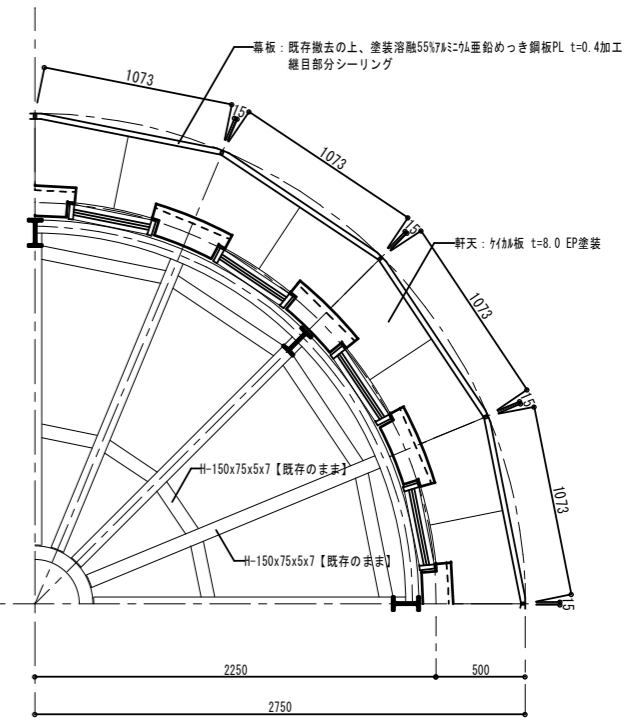 幕板：既存撤去の上、塗装溶融55%ｱﾙﾐﾆｳﾑ亜鉛めっき鋼板PL t=0.4加工
継目部分シーリング
1073
15
1073
15
軒天：ｹｲｶﾙ板 t=8.0 EP塗装
1073
15
H-150x75x5x7【既存のまま】
1073
H-150x75x5x7【既存のまま】
15
2250
500
2750